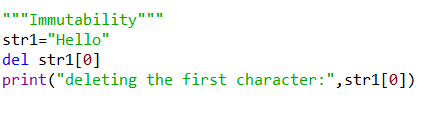 """Immutability"""
str1="Hello"
del str1[0]
print("deleting the first character:",str1[0])